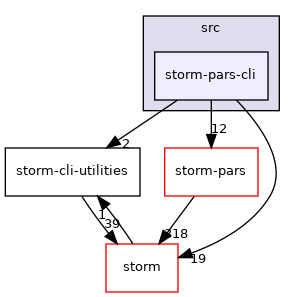 src
storm-pars-cli
2
12
storm-cli-utilities
storm-pars
1
39
318
19
storm